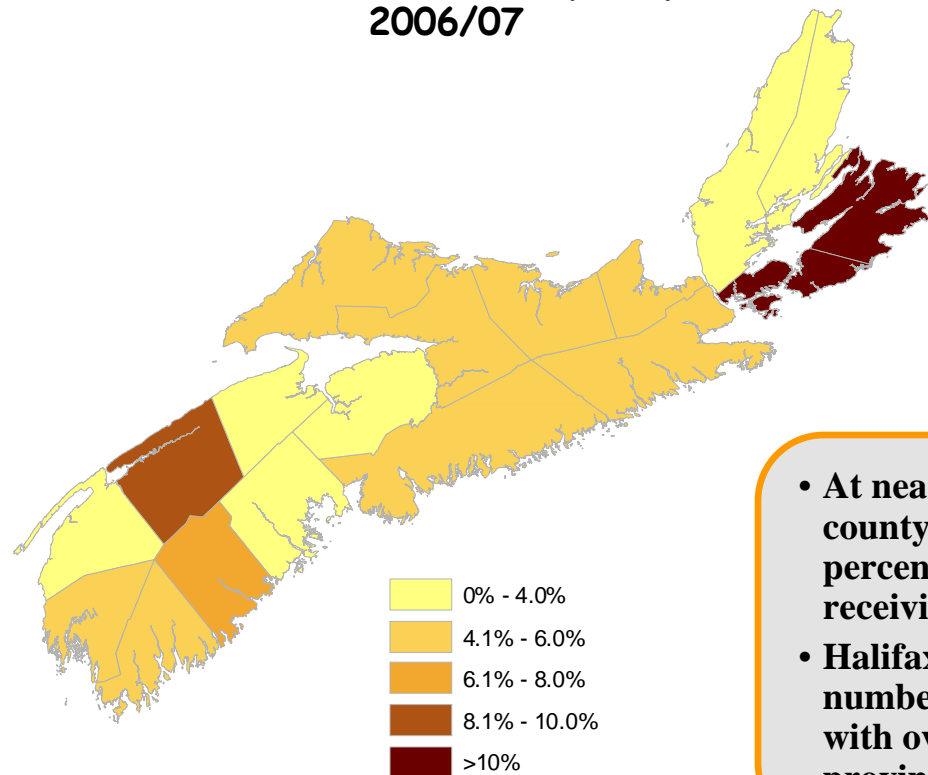 2006/07
0% - 4.0%
4.1% - 6.0%
6.1% - 8.0%
8.1% - 10.0%
>10%
• At nea
county
percen
receivi
• Halifax
numbe
with ov